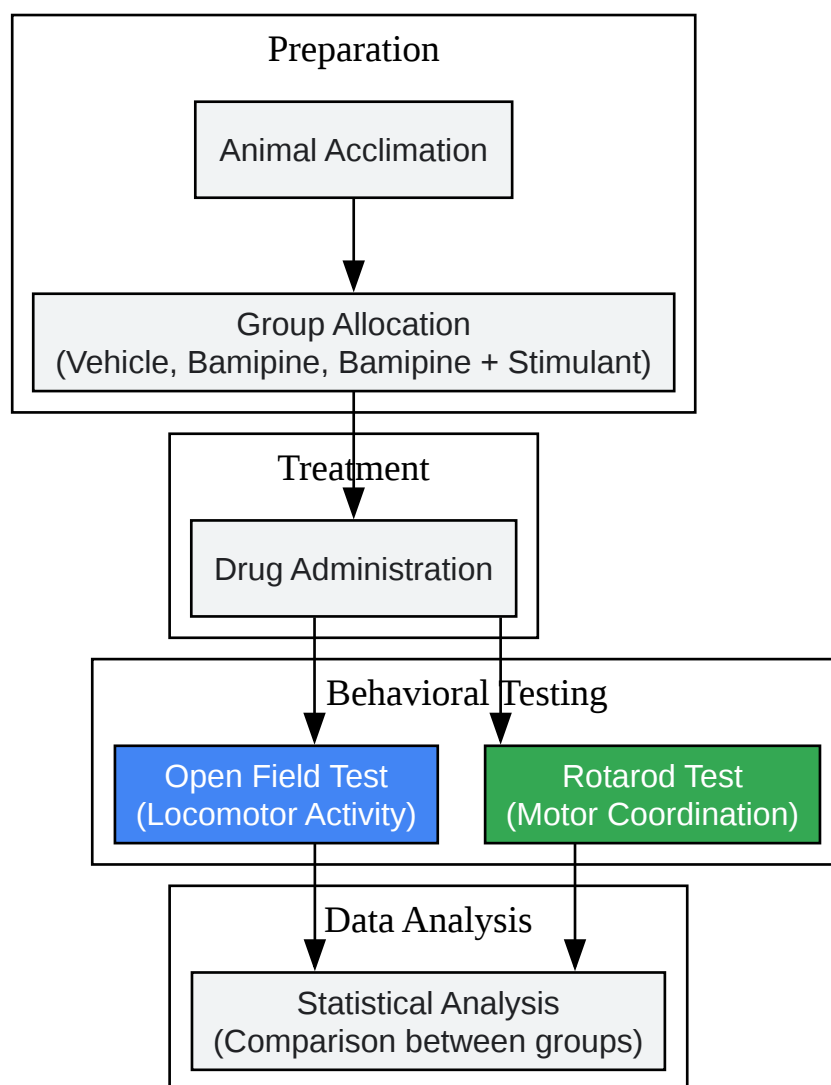 Preparation
Animal Acclimation
Group Allocation
(Vehicle, Bamipine, Bamipine + Stimulant)
Treatment
Drug Administration
Behavioral Testing
Open Field Test
(Locomotor Activity)
Rotarod Test
(Motor Coordination)
Data Analysis
Statistical Analysis
(Comparison between groups)